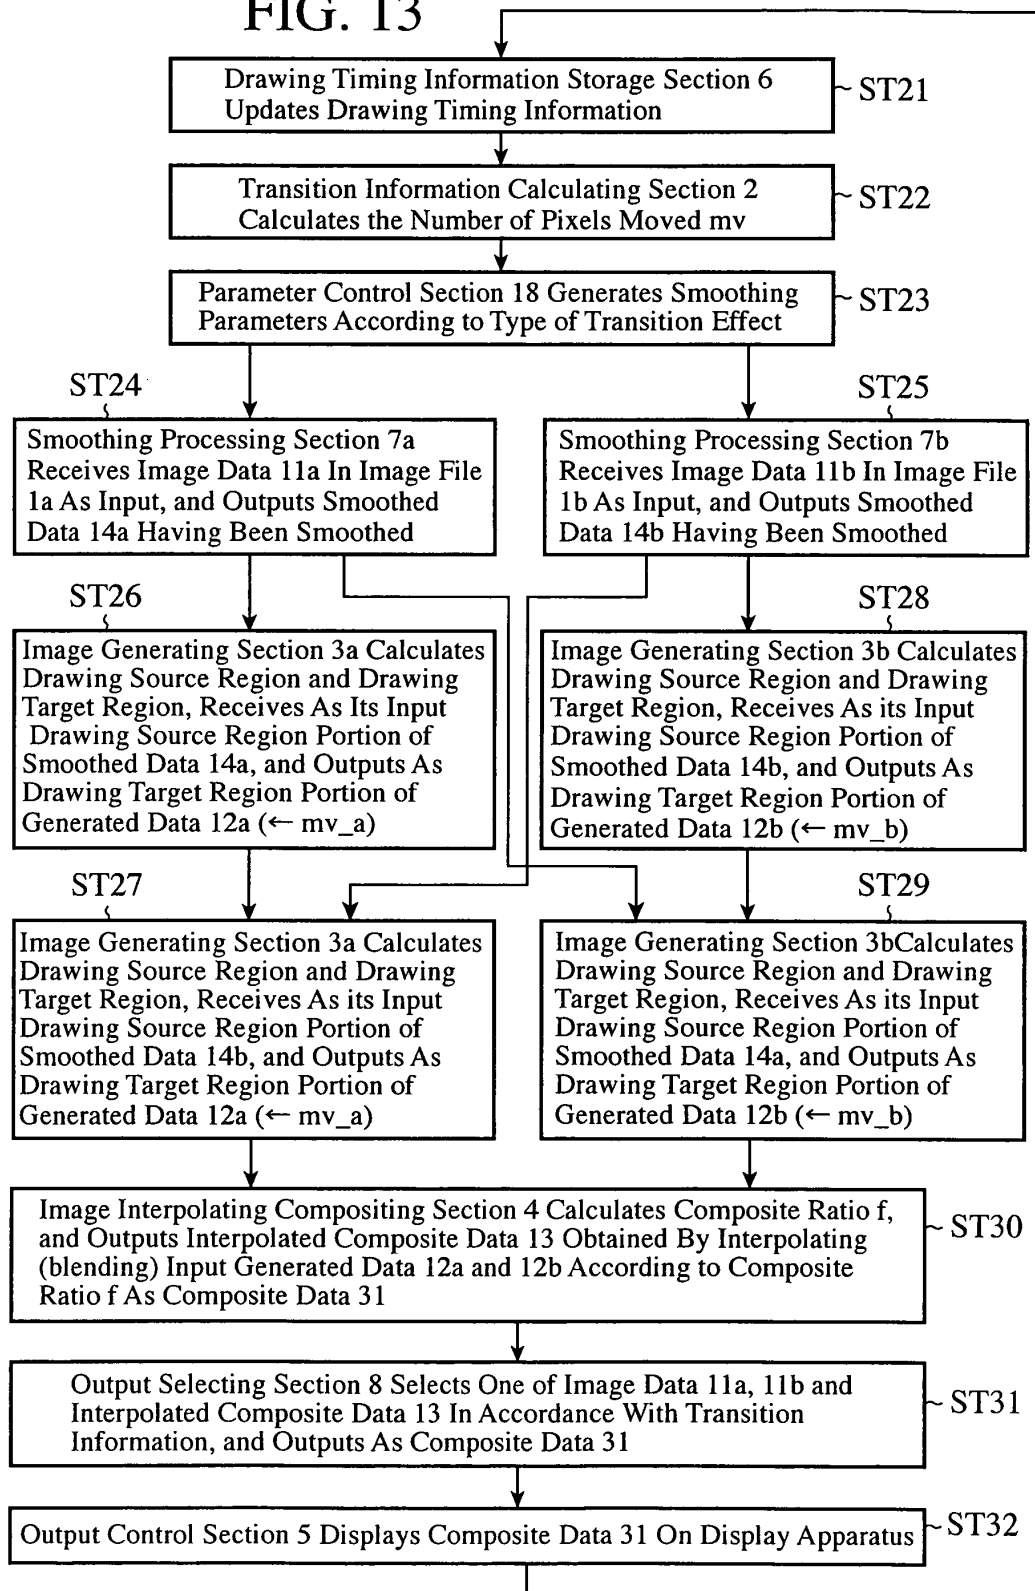 FIG. 13
Drawing Timing Information Storage Section 6
Updates Drawing Timing Information
ST21
Transition Information Calculating Section 2
Calculates the Number of Pixels Moved mv
ST22
Parameter Control Section 18 Generates Smoothing
Parameters According to Type of Transition Effect
ST23
ST24
Smoothing Processing Section 7a
Receives Image Data 11a In Image File
1a As Input, and Outputs Smoothed
Data 14a Having Been Smoothed
ST25
Smoothing Processing Section 7b
Receives Image Data 11b In Image File
1b As Input, and Outputs Smoothed
Data 14b Having Been Smoothed
ST26
Image Generating Section 3a Calculates
Drawing Source Region and Drawing
Target Region, Receives As Its Input
Drawing Source Region Portion of
Smoothed Data 14a, and Outputs As
Drawing Target Region Portion of
Generated Data 12a (← mv_a)
ST28
Image Generating Section 3b Calculates
Drawing Source Region and Drawing
Target Region, Receives As its Input
Drawing Source Region Portion of
Smoothed Data 14b, and Outputs As
Drawing Target Region Portion of
Generated Data 12b (← mv_b)
ST27
Image Generating Section 3a Calculates
Drawing Source Region and Drawing
Target Region, Receives As its Input
Drawing Source Region Portion of
Smoothed Data 14b, and Outputs As
Drawing Target Region Portion of
Generated Data 12a (← mv_a)
ST29
Image Generating Section 3bCalculates
Drawing Source Region and Drawing
Target Region, Receives As its Input
Drawing Source Region Portion of
Smoothed Data 14a, and Outputs As
Drawing Target Region Portion of
Generated Data 12b (← mv_b)
Image Interpolating Compositing Section 4 Calculates Composite Ratio f,
and Outputs Interpolated Composite Data 13 Obtained By Interpolating
(blending) Input Generated Data 12a and 12b According to Composite
Ratio f As Composite Data 31
ST30
Output Selecting Section 8 Selects One of Image Data 11a, 11b and
Interpolated Composite Data 13 In Accordance With Transition
Information, and Outputs As Composite Data 31
ST31
Output Control Section 5 Displays Composite Data 31 On Display Apparatus
ST32